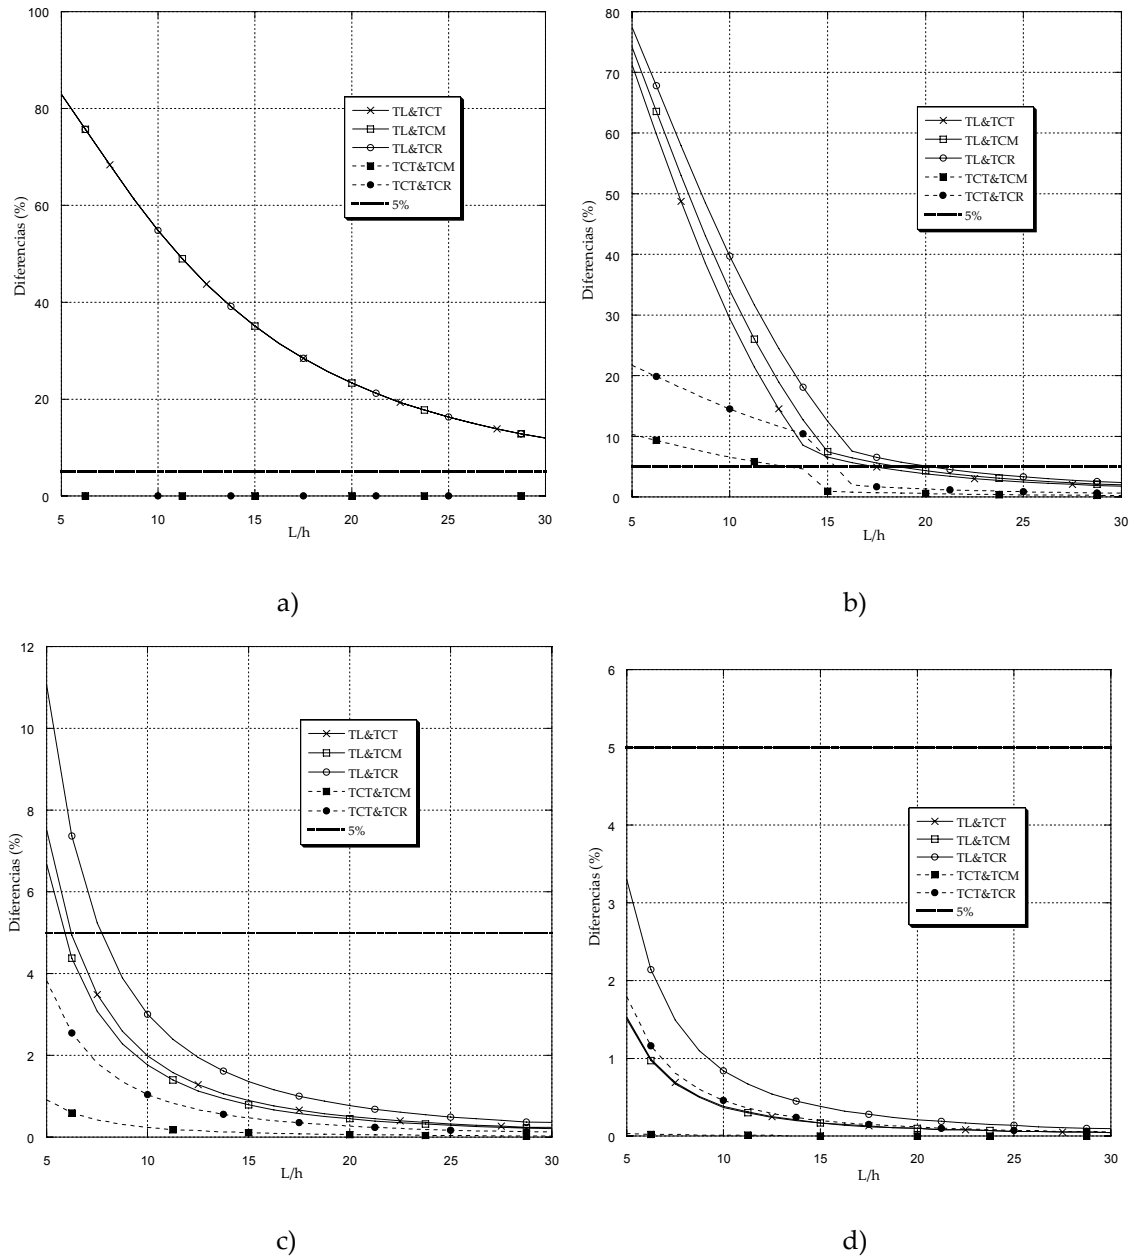 100
80
60
40
20
0
Diferencias (%)
TL&TCT
TL&TCM
TL&TCR
TCT&TCM
TCT&TCR
5%
5 10 15 20 25 30
L/h
a)
80
70
60
50
40
30
20
10
0
Diferencias (%)
TL&TCT
TL&TCM
TL&TCR
TCT&TCM
TCT&TCR
5%
5 10 15 20 25 30
L/h
b)
12
10
8
6
4
2
0
Diferencias (%)
TL&TCT
TL&TCM
TL&TCR
TCT&TCM
TCT&TCR
5%
5 10 15 20 25 30
L/h
c)
6
5
4
3
2
1
0
Diferencias (%)
TL&TCT
TL&TCM
TL&TCR
TCT&TCM
TCT&TCR
5%
5 10 15 20 25 30
L/h
d)